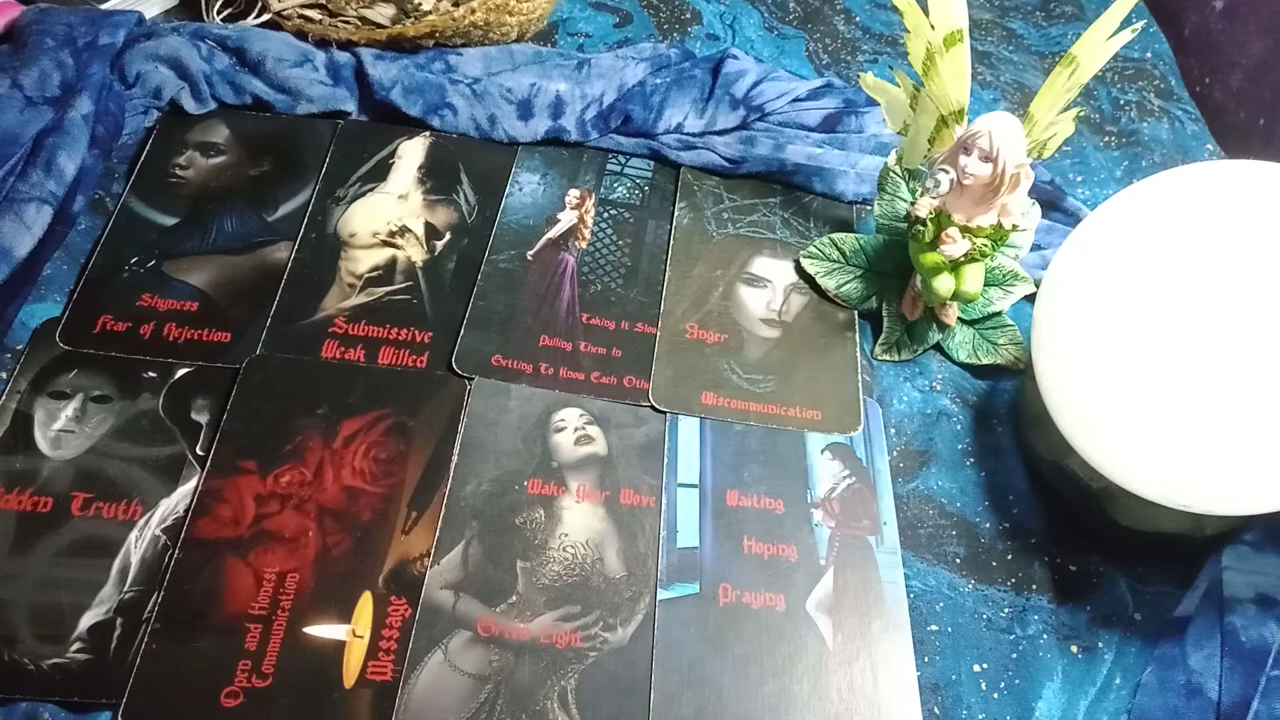 Shyness
Fear of Rejection
Submissive
Weak Willed
Taking It Slow
Pulling Them In
Getting To Know Each Othe
Anger
Miscommunication
idden Truth
Open and Honest
Communication
Message
Make Your Move
Green Light
Waiting
Hoping
Praying